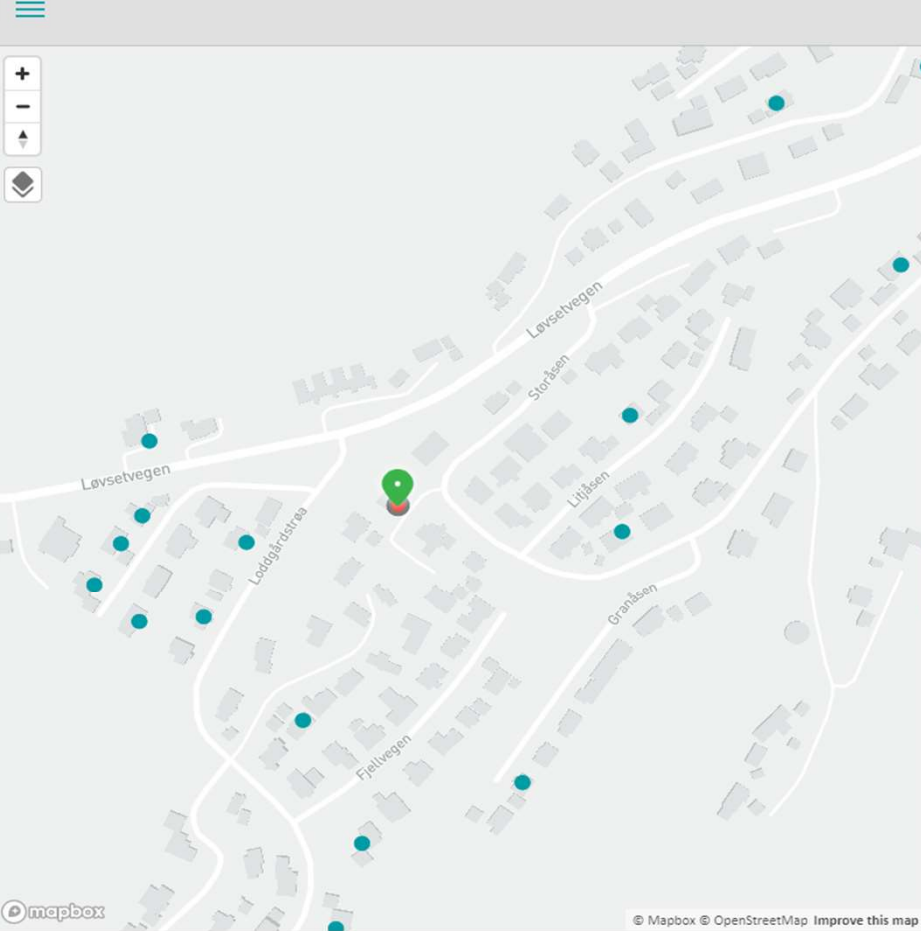 Løvsetvegen
Storåsen
Løvsetvegen
Litjåsen
Loddgårdstrøa
Granåsen
Fjellvegen
mapbox
© Mapbox © OpenStreetMap Improve this map